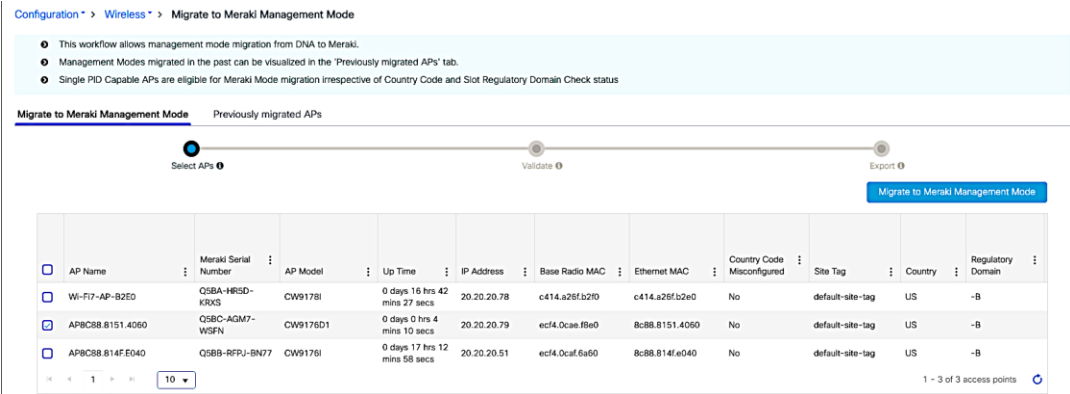 Configuration > Wireless > Migrate to Meraki Management Mode
This workflow allows management mode migration from DNA to Meraki.
Management Modes migrated in the past can be visualized in the 'Previously migrated APs' tab.
Single PID Capable APs are eligible for Meraki Mode migration irrespective of Country Code and Slot Regulatory Domain Check status
Migrate to Meraki Management Mode Previously migrated APs
Select APs Validate Export
Migrate to Meraki Management Mode
Meraki Serial Country Code Regulatory
AP Name Number AP Model Up Time IP Address Base Radio MAC Ethernet MAC Misconfigured Site Tag Country Domain
Wi-Fi7-AP-B2E0 Q5BA-HR5D- CW9178I 0 days 16 hrs 42 20.20.20.78 c414.a26f.b2f0 c414.a26f.b2e0 No default-site-tag US -B
KRXS mins 27 secs
AP8C88.8151.4060 Q5BC-AGM7- CW9176D1 0 days 0 hrs 4 20.20.20.79 ecf4.0cae.f8e0 8c88.8151.4060 No default-site-tag US -B
WSFN mins 10 secs
AP8C88.814F.E040 Q5BB-RFPJ-BN77 CW9176I 0 days 17 hrs 12 20.20.20.51 ecf4.0caf.6a60 8c88.814f.e040 No default-site-tag US -B
mins 58 secs
1 10 1 - 3 of 3 access points